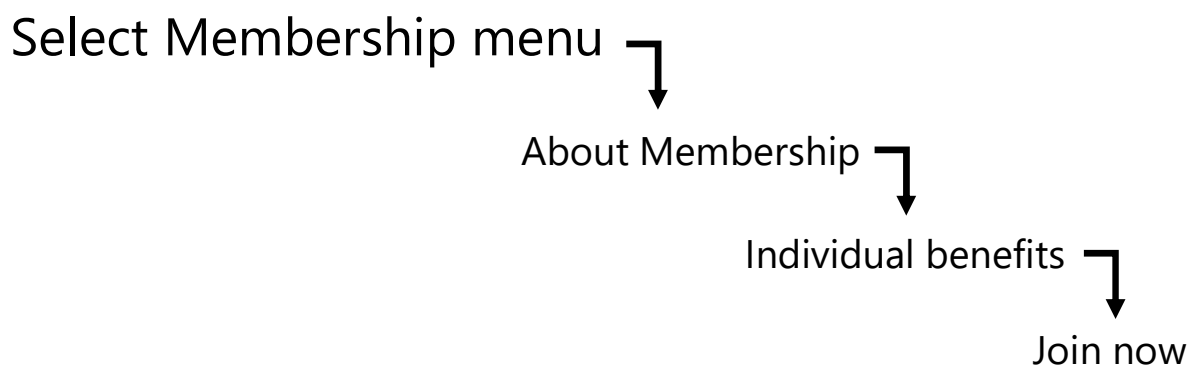 Select Membership menu
About Membership
Individual benefits
Join now